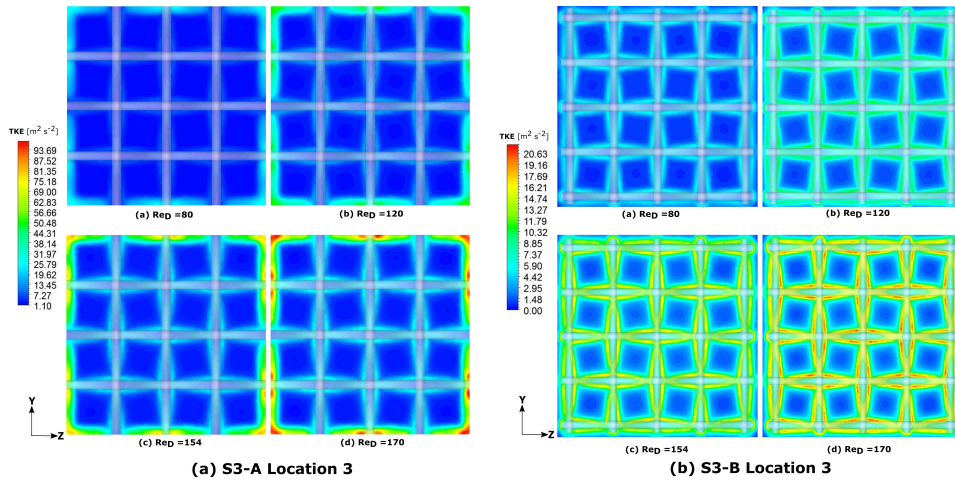 TKE [m² s⁻²]
93.69
87.52
81.35
75.18
69.00
62.83
56.66
50.48
44.31
38.14
31.97
25.79
19.62
13.45
7.27
1.10
(a) ReD =80
(b) ReD =120
(c) ReD =154
(d) ReD =170
Y
Z
(a) S3-A Location 3
TKE [m² s⁻²]
20.63
19.16
17.69
16.21
14.74
13.27
11.79
10.32
8.85
7.37
5.90
4.42
2.95
1.48
0.00
(a) ReD =80
(b) ReD =120
(c) ReD =154
(d) ReD =170
Y
Z
(b) S3-B Location 3